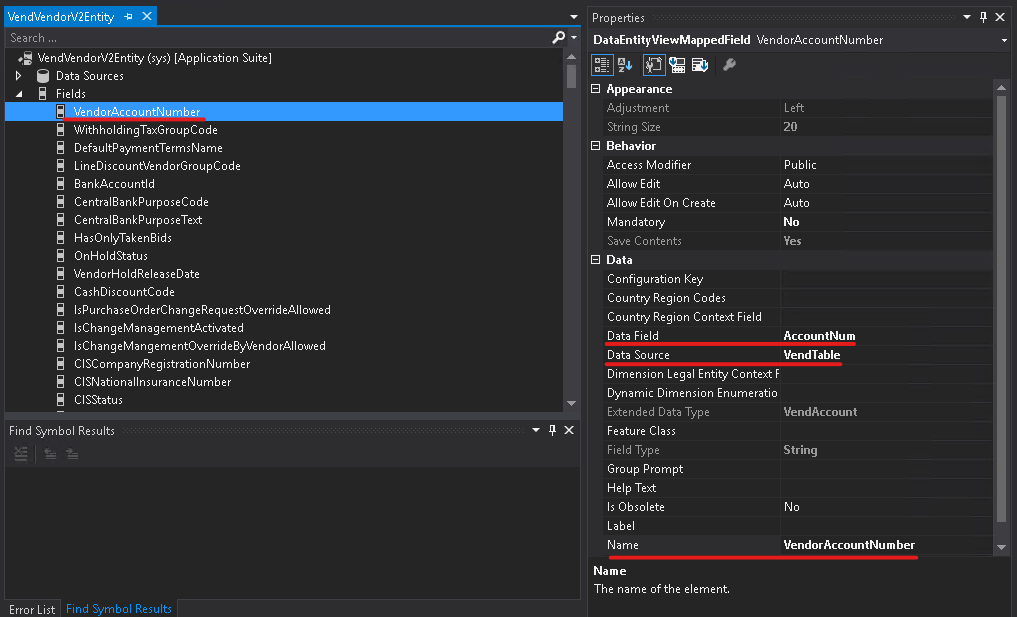 VendVendorV2Entity
Search ...
VendVendorV2Entity (sys) [Application Suite]
Data Sources
Fields
VendorAccountNumber
WithholdingTaxGroupCode
DefaultPaymentTermsName
LineDiscountVendorGroupCode
BankAccountId
CentralBankPurposeCode
CentralBankPurposeText
HasOnlyTakenBids
OnHoldStatus
VendorHoldReleaseDate
CashDiscountCode
IsPurchaseOrderChangeRequestOverrideAllowed
IsChangeManagementActivated
IsChangeMangementOverrideByVendorAllowed
CISCompanyRegistrationNumber
CISNationalInsuranceNumber
CISStatus
Find Symbol Results
Error List Find Symbol Results
Properties
DataEntityViewMappedField VendorAccountNumber
Appearance
Adjustment Left
String Size 20
Behavior
Access Modifier Public
Allow Edit Auto
Allow Edit On Create Auto
Mandatory No
Save Contents Yes
Data
Configuration Key
Country Region Codes
Country Region Context Field
Data Field AccountNum
Data Source VendTable
Dimension Legal Entity Context F
Dynamic Dimension Enumeratio
Extended Data Type VendAccount
Feature Class
Field Type String
Group Prompt
Help Text
Is Obsolete No
Label
Name VendorAccountNumber
Name
The name of the element.